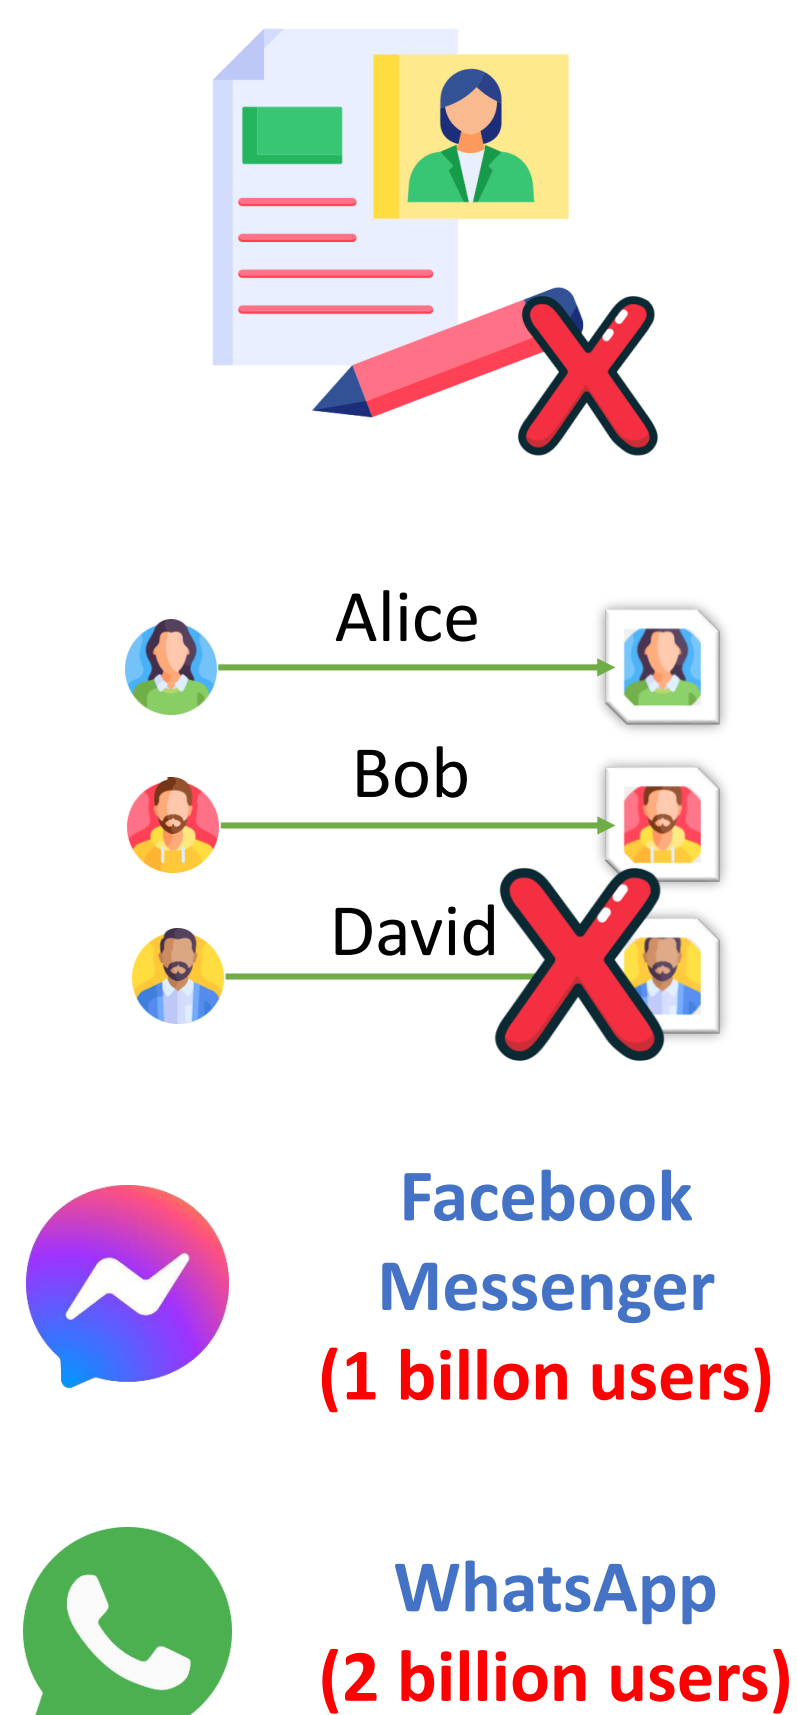 Alice
Bob
David
Facebook
Messenger
(1 billon users)
WhatsApp
(2 billion users)